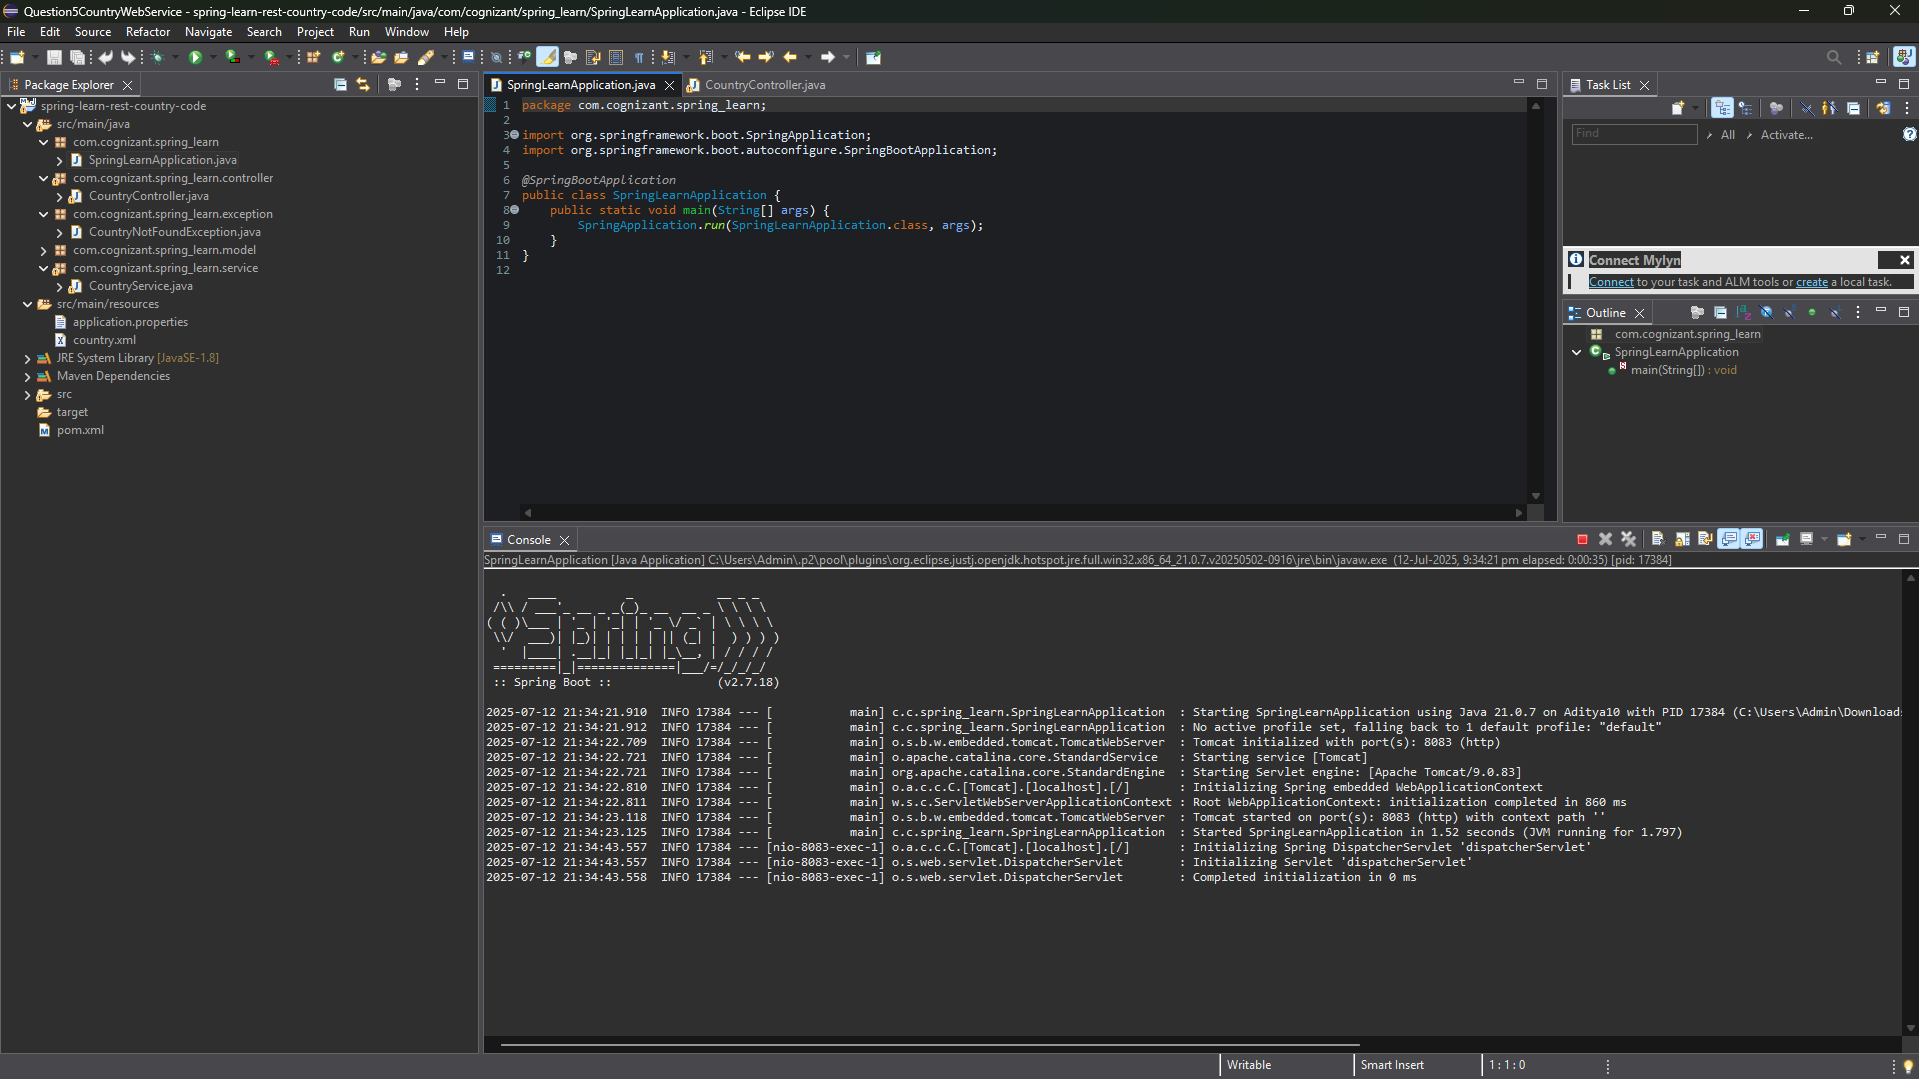 Question5CountryWebService - spring-learn-rest-country-code/src/main/java/com/cognizant/spring_learn/SpringLearnApplication.java - Eclipse IDE
File Edit Source Refactor Navigate Search Project Run Window Help
Package Explorer
spring-learn-rest-country-code
src/main/java
com.cognizant.spring_learn
SpringLearnApplication.java
com.cognizant.spring_learn.controller
CountryController.java
com.cognizant.spring_learn.exception
CountryNotFoundException.java
com.cognizant.spring_learn.model
com.cognizant.spring_learn.service
CountryService.java
src/main/resources
application.properties
country.xml
JRE System Library [JavaSE-1.8]
Maven Dependencies
src
target
pom.xml
SpringLearnApplication.java CountryController.java
1 package com.cognizant.spring_learn;
2
3 import org.springframework.boot.SpringApplication;
4 import org.springframework.boot.autoconfigure.SpringBootApplication;
5
6 @SpringBootApplication
7 public class SpringLearnApplication {
8 public static void main(String[] args) {
9 SpringApplication.run(SpringLearnApplication.class, args);
10 }
11 }
12
Task List
Find All Activate...
Connect Mylyn
Connect to your task and ALM tools or create a local task.
Outline
com.cognizant.spring_learn
SpringLearnApplication
main(String[]) : void
Console
SpringLearnApplication [Java Application] C:\Users\Admin\.p2\pool\plugins\org.eclipse.justj.openjdk.hotspot.jre.full.win32.x86_64_21.0.7.v20250502-0916\jre\bin\javaw.exe (12-Jul-2025, 9:34:21 pm elapsed: 0:00:35) [pid: 17384]
Spring
:: Spring Boot :: (v2.7.18)
2025-07-12 21:34:21.910 INFO 17384 --- [ main] c.c.spring_learn.SpringLearnApplication : Starting SpringLearnApplication using Java 21.0.7 on Aditya10 with PID 17384 (C:\Users\Admin\Downloads
2025-07-12 21:34:21.912 INFO 17384 --- [ main] c.c.spring_learn.SpringLearnApplication : No active profile set, falling back to 1 default profile: "default"
2025-07-12 21:34:22.709 INFO 17384 --- [ main] o.s.b.w.embedded.tomcat.TomcatWebServer : Tomcat initialized with port(s): 8083 (http)
2025-07-12 21:34:22.721 INFO 17384 --- [ main] o.apache.catalina.core.StandardService : Starting service [Tomcat]
2025-07-12 21:34:22.721 INFO 17384 --- [ main] org.apache.catalina.core.StandardEngine : Starting Servlet engine: [Apache Tomcat/9.0.83]
2025-07-12 21:34:22.810 INFO 17384 --- [ main] o.a.c.c.C.[Tomcat].[localhost].[/] : Initializing Spring embedded WebApplicationContext
2025-07-12 21:34:22.811 INFO 17384 --- [ main] w.s.c.ServletWebServerApplicationContext : Root WebApplicationContext: initialization completed in 860 ms
2025-07-12 21:34:23.118 INFO 17384 --- [ main] o.s.b.w.embedded.tomcat.TomcatWebServer : Tomcat started on port(s): 8083 (http) with context path ''
2025-07-12 21:34:23.125 INFO 17384 --- [ main] c.c.spring_learn.SpringLearnApplication : Started SpringLearnApplication in 1.52 seconds (JVM running for 1.797)
2025-07-12 21:34:43.557 INFO 17384 --- [nio-8083-exec-1] o.a.c.c.C.[Tomcat].[localhost].[/] : Initializing Spring DispatcherServlet 'dispatcherServlet'
2025-07-12 21:34:43.557 INFO 17384 --- [nio-8083-exec-1] o.s.web.servlet.DispatcherServlet : Initializing Servlet 'dispatcherServlet'
2025-07-12 21:34:43.558 INFO 17384 --- [nio-8083-exec-1] o.s.web.servlet.DispatcherServlet : Completed initialization in 0 ms
Writable Smart Insert 1 : 1 : 0